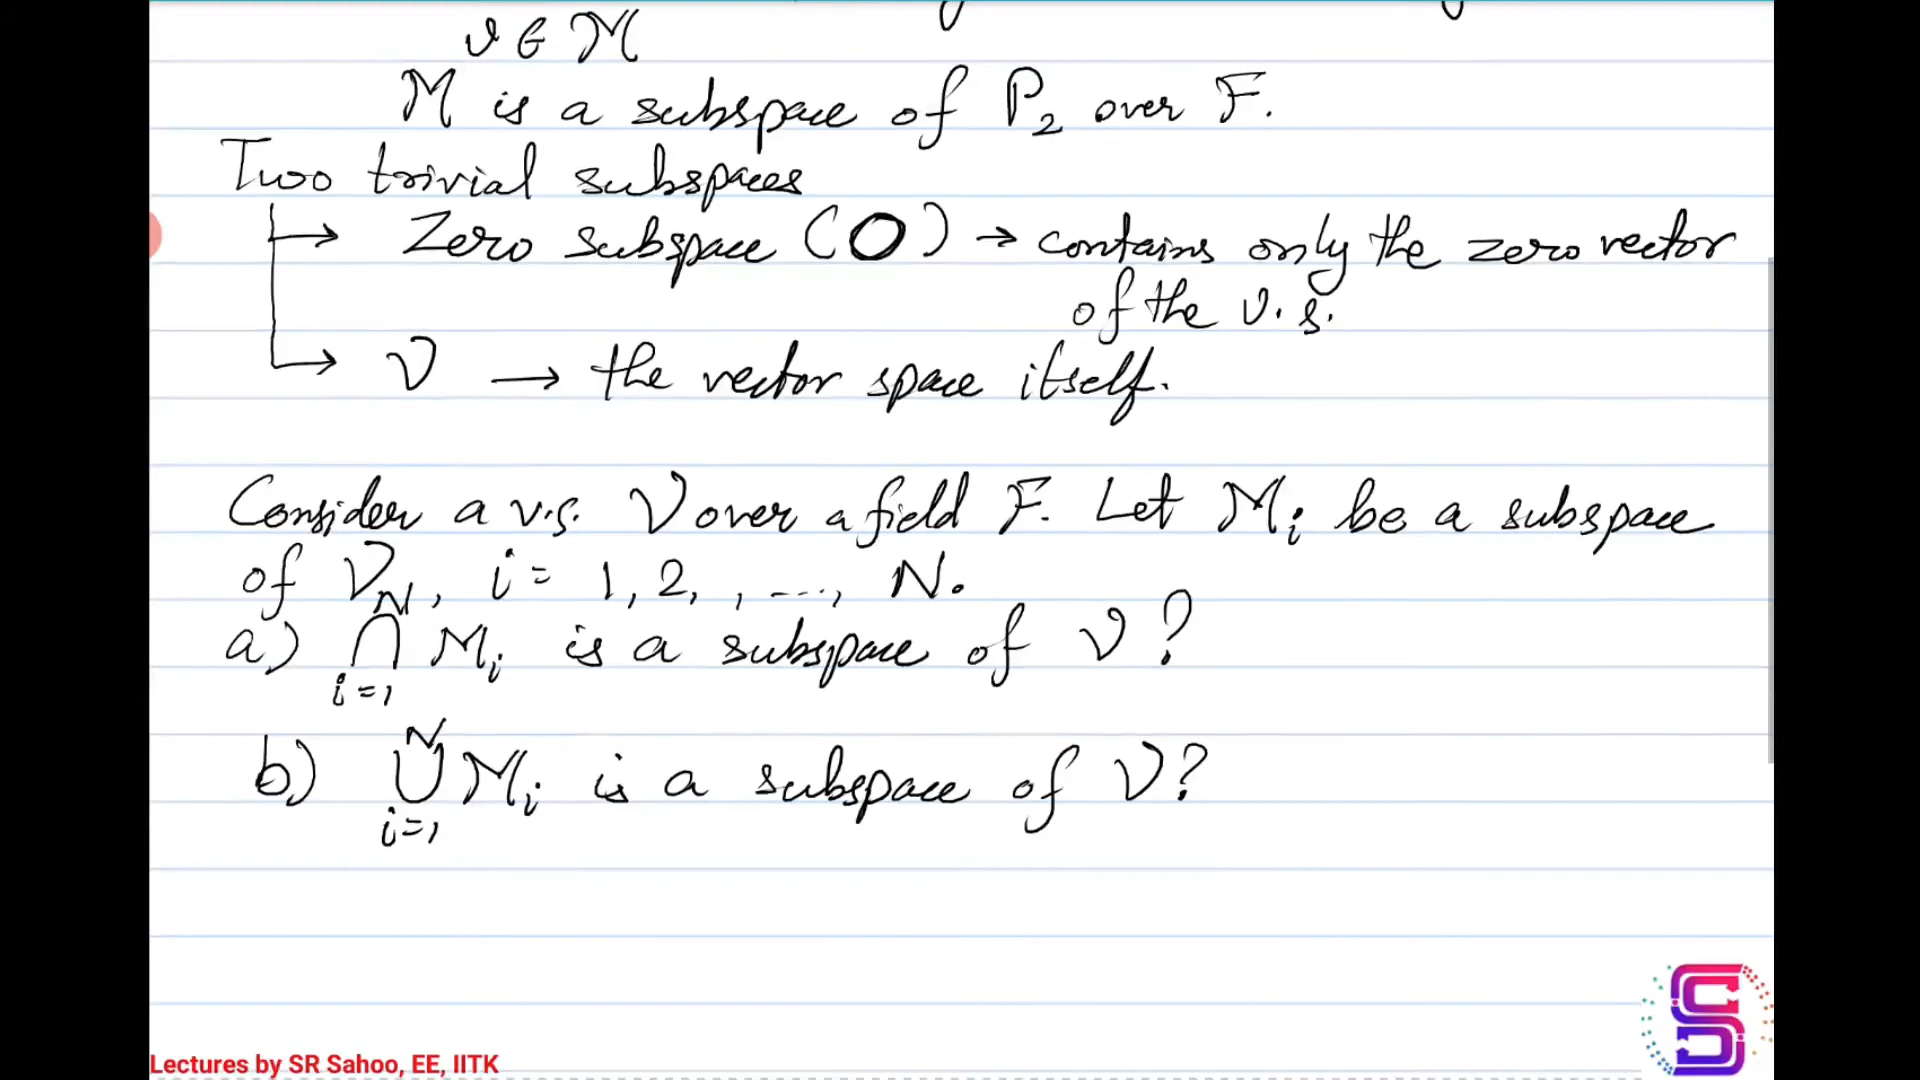 v ∈ M
M is a subspace of P₂ over F.
Two trivial subspaces
→ Zero subspace (O) → contains only the zero vector
of the v.s.
→ V → the vector space itself.
Consider a v.s. V over a field F. Let Mᵢ be a subspace
of V, i = 1, 2, , ..., N.
a) ⋂ᵢ₌₁ᴺ Mᵢ is a subspace of V?
b) ⋃ᵢ₌₁ᴺ Mᵢ is a subspace of V?
Lectures by SR Sahoo, EE, IITK